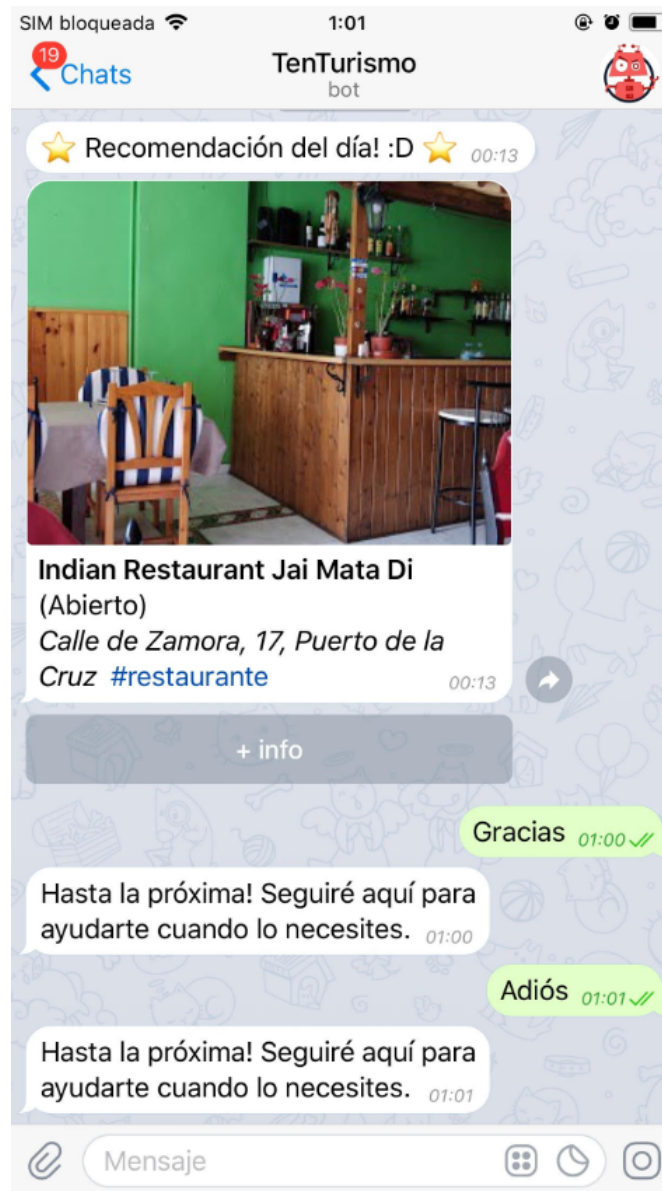 SIM bloqueada 1:01
19
Chats
TenTurismo
bot
⭐ Recomendación del día! :D ⭐ 00:13
Indian Restaurant Jai Mata Di
(Abierto)
Calle de Zamora, 17, Puerto de la
Cruz #restaurante 00:13
+ info
Gracias 01:00
Hasta la próxima! Seguiré aquí para
ayudarte cuando lo necesites. 01:00
Adiós 01:01
Hasta la próxima! Seguiré aquí para
ayudarte cuando lo necesites. 01:01
Mensaje